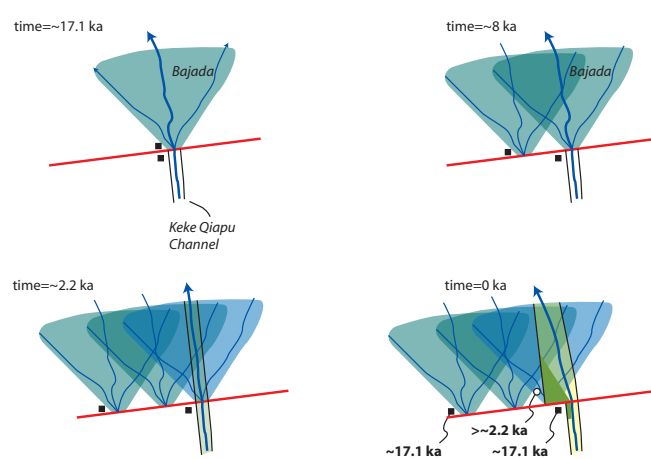 time=~17.1 ka
Bajada
Keke Qiapu
Channel
time=~8 ka
Bajada
time=~2.2 ka
time=0 ka
>~2.2 ka
~17.1 ka
~17.1 ka